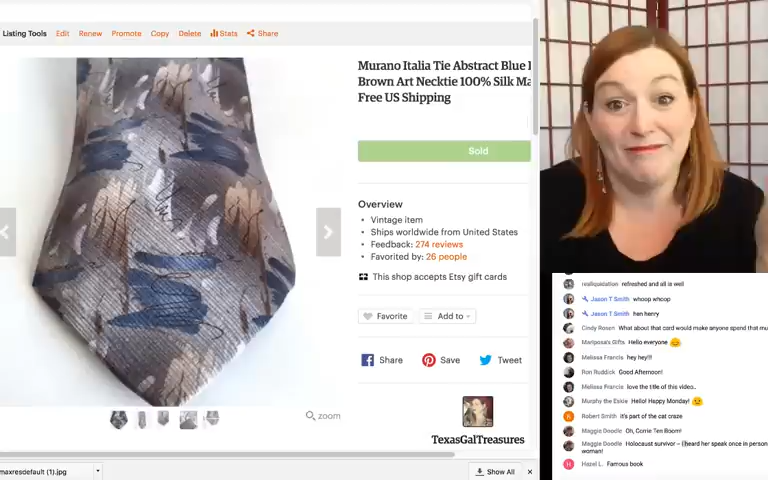 Listing Tools Edit Renew Promote Copy Delete Stats Share
Murano Italia Tie Abstract Blue
Brown Art Necktie 100% Silk
Free US Shipping
Sold
Overview
Vintage item
Ships worldwide from United States
Feedback: 274 reviews
Favorited by: 26 people
This shop accepts Etsy gift cards
Favorite
Add to
Share
Save
Tweet
zoom
TexasGalTreasures
maxresdefault (1).jpg
Show All
realiquidation refreshed and all is well
Jason T Smith whoop whoop
Jason T Smith hen henry
Cindy Rosen What about that card would make anyone spend that
Mariposa's Gifts Hello everyone
Melissa Francis hey hey!!!
Ron Ruddick Good Afternoon!
Melissa Francis love the title of this video..
Murphy the Eskie Hello! Happy Monday!
Robert Smith it's part of the cat craze
Maggie Doodle Oh, Corrie Ten Boom!
Maggie Doodle Holocaust survivor - I heard her speak once in person
woman!
H
Hazel L. Famous book